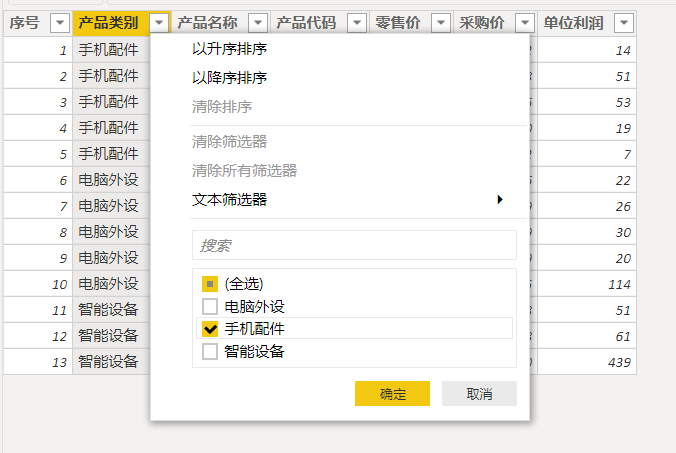 序号 产品类别 产品名称 产品代码 零售价 采购价 单位利润
1 手机配件 14
2 手机配件 51
3 手机配件 53
4 手机配件 19
5 手机配件 7
6 电脑外设 22
7 电脑外设 26
8 电脑外设 30
9 电脑外设 20
10 电脑外设 114
11 智能设备 51
12 智能设备 61
13 智能设备 439
以升序排序
以降序排序
清除排序
清除筛选器
清除所有筛选器
文本筛选器
搜索
(全选)
电脑外设
手机配件
智能设备
确定 取消